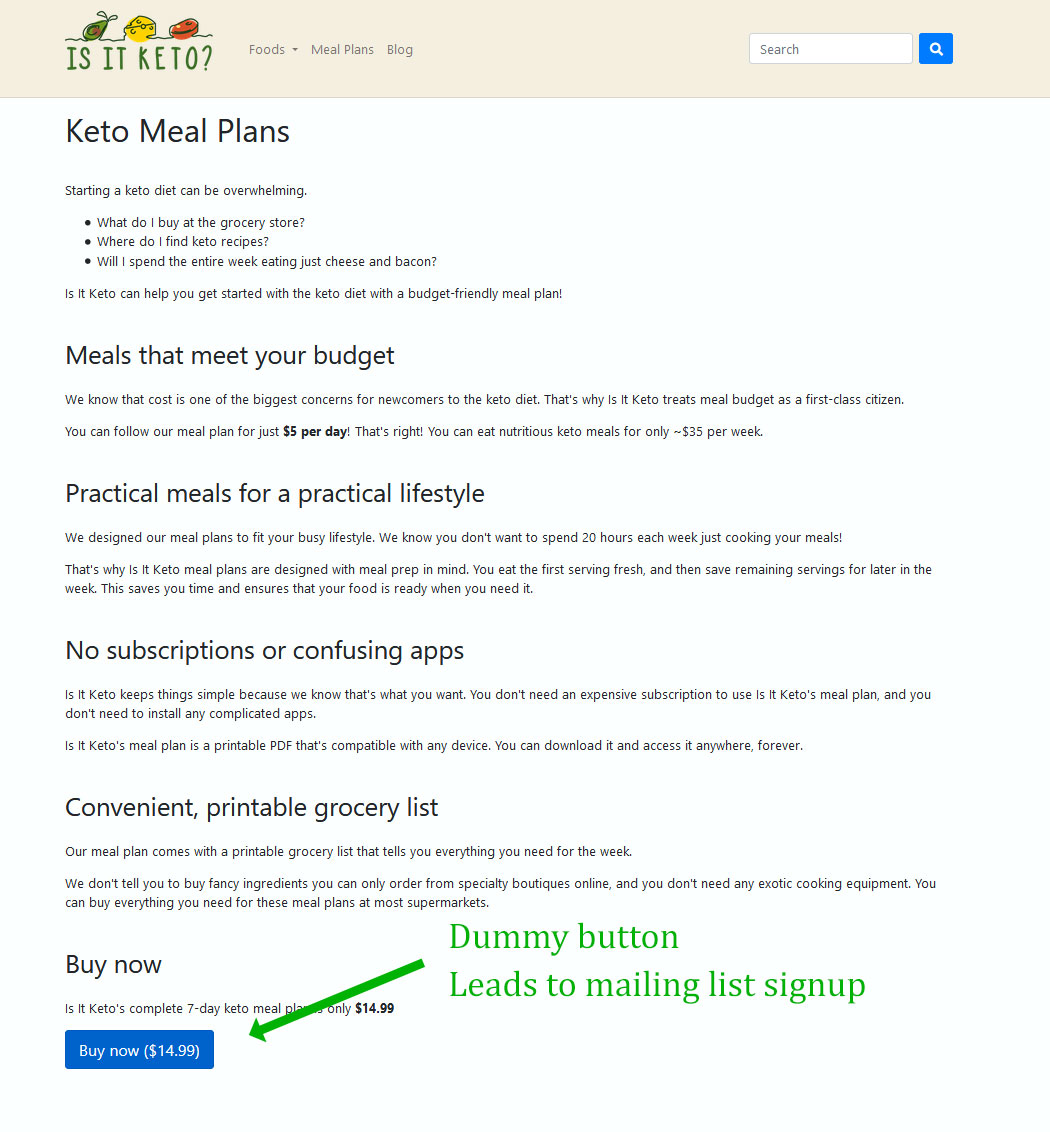 IS IT KETO?
Foods
Meal Plans
Blog
Search
Keto Meal Plans
Starting a keto diet can be overwhelming.
What do I buy at the grocery store?
Where do I find keto recipes?
Will I spend the entire week eating just cheese and bacon?
Is It Keto can help you get started with the keto diet with a budget-friendly meal plan!
Meals that meet your budget
We know that cost is one of the biggest concerns for newcomers to the keto diet. That's why Is It Keto treats meal budget as a first-class citizen.
You can follow our meal plan for just $5 per day! That's right! You can eat nutritious keto meals for only ~$35 per week.
Practical meals for a practical lifestyle
We designed our meal plans to fit your busy lifestyle. We know you don't want to spend 20 hours each week just cooking your meals!
That's why Is It Keto meal plans are designed with meal prep in mind. You eat the first serving fresh, and then save remaining servings for later in the
week. This saves you time and ensures that your food is ready when you need it.
No subscriptions or confusing apps
Is It Keto keeps things simple because we know that's what you want. You don't need an expensive subscription to use Is It Keto's meal plan, and you
don't need to install any complicated apps.
Is It Keto's meal plan is a printable PDF that's compatible with any device. You can download it and access it anywhere, forever.
Convenient, printable grocery list
Our meal plan comes with a printable grocery list that tells you everything you need for the week.
We don't tell you to buy fancy ingredients you can only order from specialty boutiques online, and you don't need any exotic cooking equipment. You
can buy everything you need for these meal plans at most supermarkets.
Dummy button
Leads to mailing list signup
Buy now
Is It Keto's complete 7-day keto meal only $14.99
Buy now ($14.99)